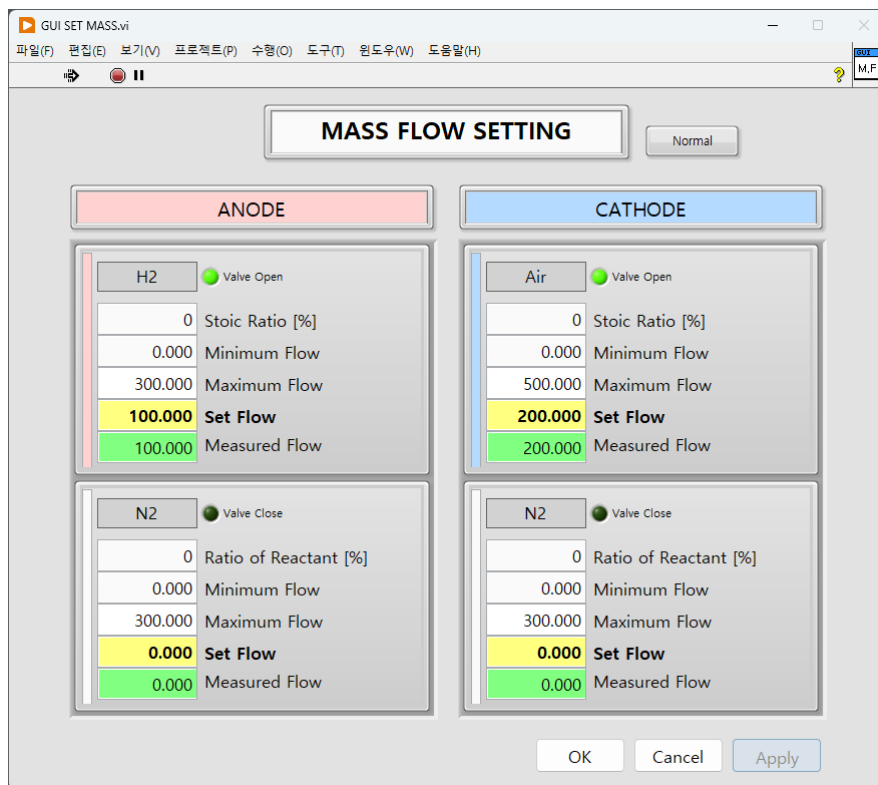 GUI SET MASS.vi
파일(F) 편집(E) 보기(V) 프로젝트(P) 수행(O) 도구(T) 윈도우(W) 도움말(H)
GUI
M.F
MASS FLOW SETTING
Normal
ANODE
H2 Valve Open
0 Stoic Ratio [%]
0.000 Minimum Flow
300.000 Maximum Flow
100.000 Set Flow
100.000 Measured Flow
N2 Valve Close
0 Ratio of Reactant [%]
0.000 Minimum Flow
300.000 Maximum Flow
0.000 Set Flow
0.000 Measured Flow
CATHODE
Air Valve Open
0 Stoic Ratio [%]
0.000 Minimum Flow
500.000 Maximum Flow
200.000 Set Flow
200.000 Measured Flow
N2 Valve Close
0 Ratio of Reactant [%]
0.000 Minimum Flow
300.000 Maximum Flow
0.000 Set Flow
0.000 Measured Flow
OK Cancel Apply